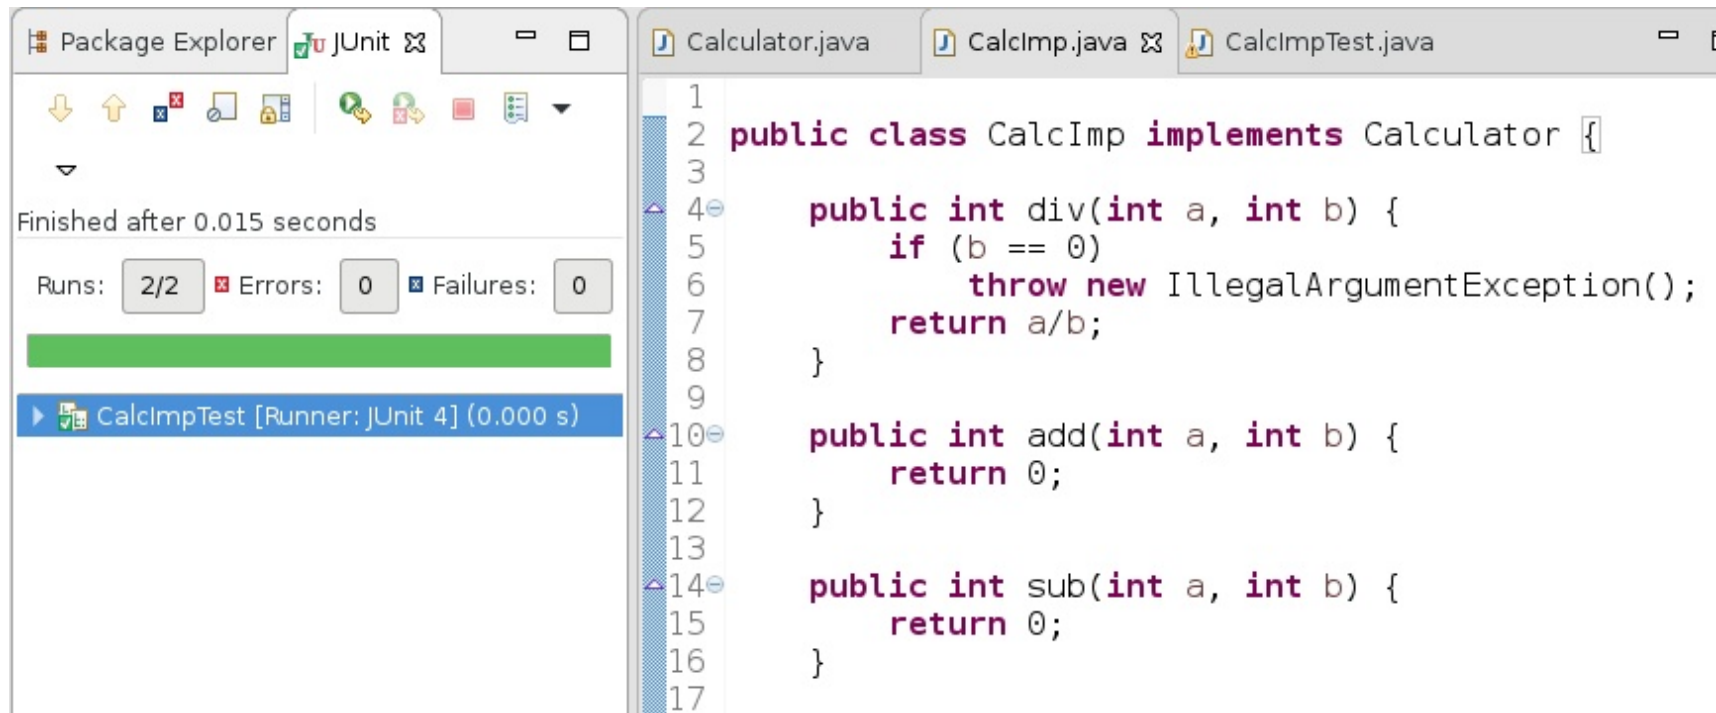 Package Explorer JUnit
Finished after 0.015 seconds
Runs: 2/2 Errors: 0 Failures: 0
CalcImpTest [Runner: JUnit 4] (0.000 s)
Calculator.java CalcImp.java CalcImpTest.java
1
2 public class CalcImp implements Calculator {
3
4 public int div(int a, int b) {
5 if (b == 0)
6 throw new IllegalArgumentException();
7 return a/b;
8 }
9
10 public int add(int a, int b) {
11 return 0;
12 }
13
14 public int sub(int a, int b) {
15 return 0;
16 }
17